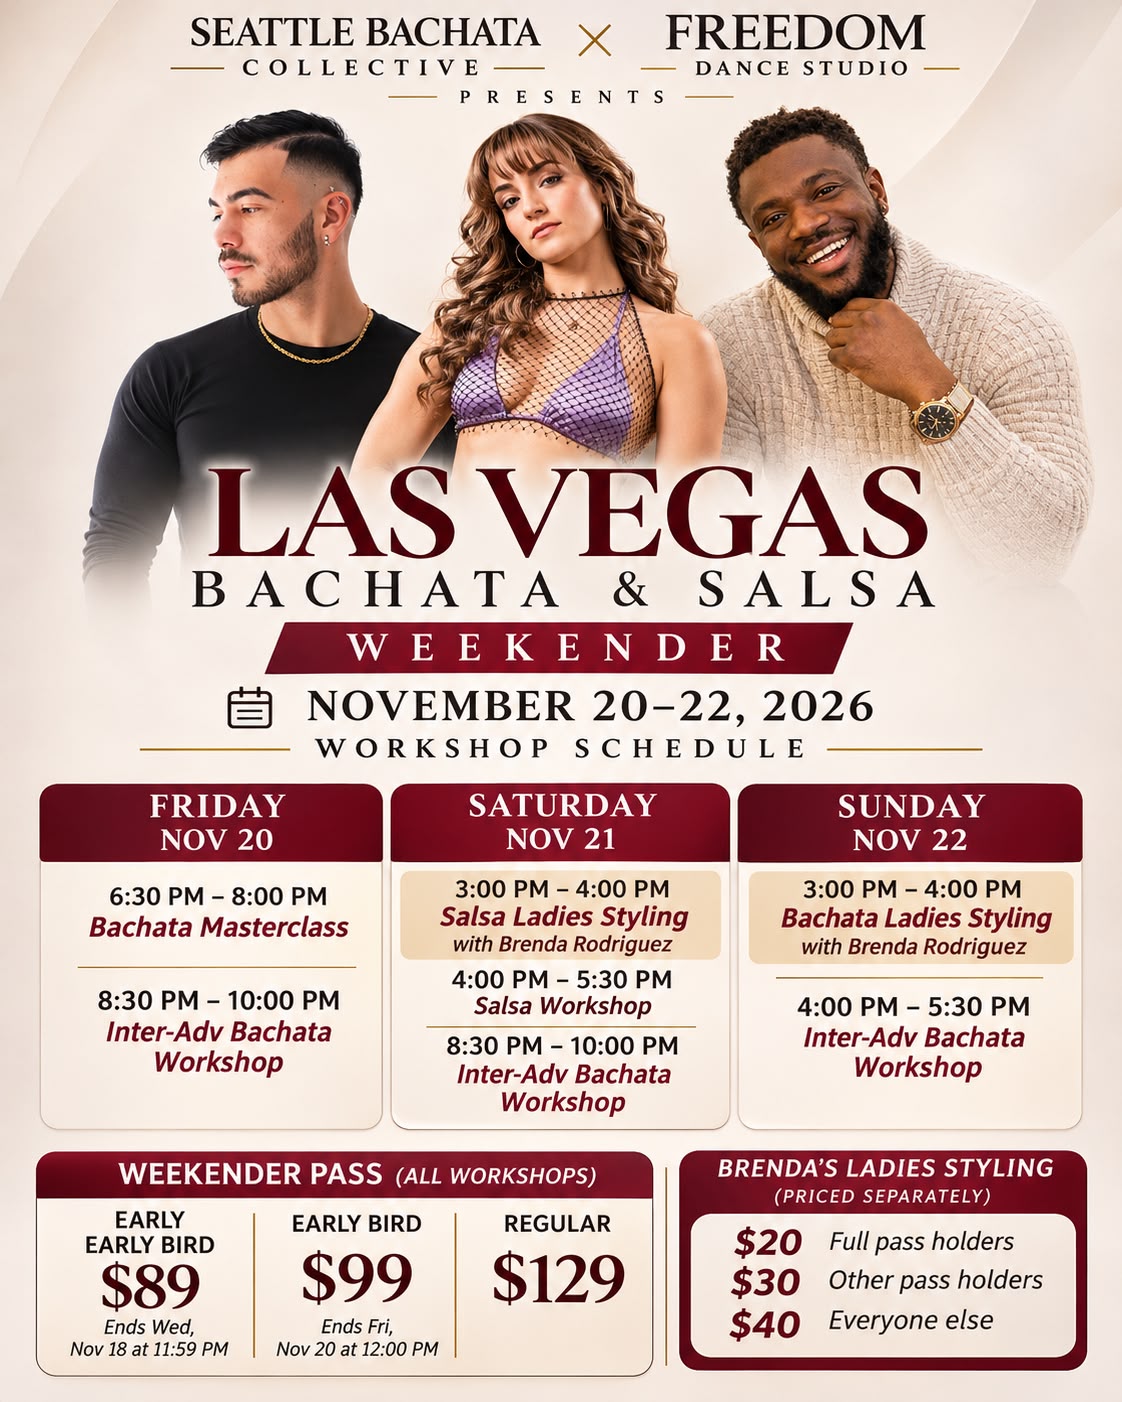 SEATTLE BACHATA
COLLECTIVE
×
FREEDOM
DANCE STUDIO
PRESENTS
LAS VEGAS
BACHATA & SALSA
WEEKENDER
NOVEMBER 20–22, 2026
WORKSHOP SCHEDULE
FRIDAY
NOV 20
6:30 PM – 8:00 PM
Bachata Masterclass
8:30 PM – 10:00 PM
Inter-Adv Bachata
Workshop
SATURDAY
NOV 21
3:00 PM – 4:00 PM
Salsa Ladies Styling
with Brenda Rodriguez
4:00 PM – 5:30 PM
Salsa Workshop
8:30 PM – 10:00 PM
Inter-Adv Bachata
Workshop
SUNDAY
NOV 22
3:00 PM – 4:00 PM
Bachata Ladies Styling
with Brenda Rodriguez
4:00 PM – 5:30 PM
Inter-Adv Bachata
Workshop
WEEKENDER PASS (ALL WORKSHOPS)
EARLY
EARLY BIRD
$89
Ends Wed,
Nov 18 at 11:59 PM
EARLY BIRD
$99
Ends Fri,
Nov 20 at 12:00 PM
REGULAR
$129
BRENDA'S LADIES STYLING
(PRICED SEPARATELY)
$20 Full pass holders
$30 Other pass holders
$40 Everyone else